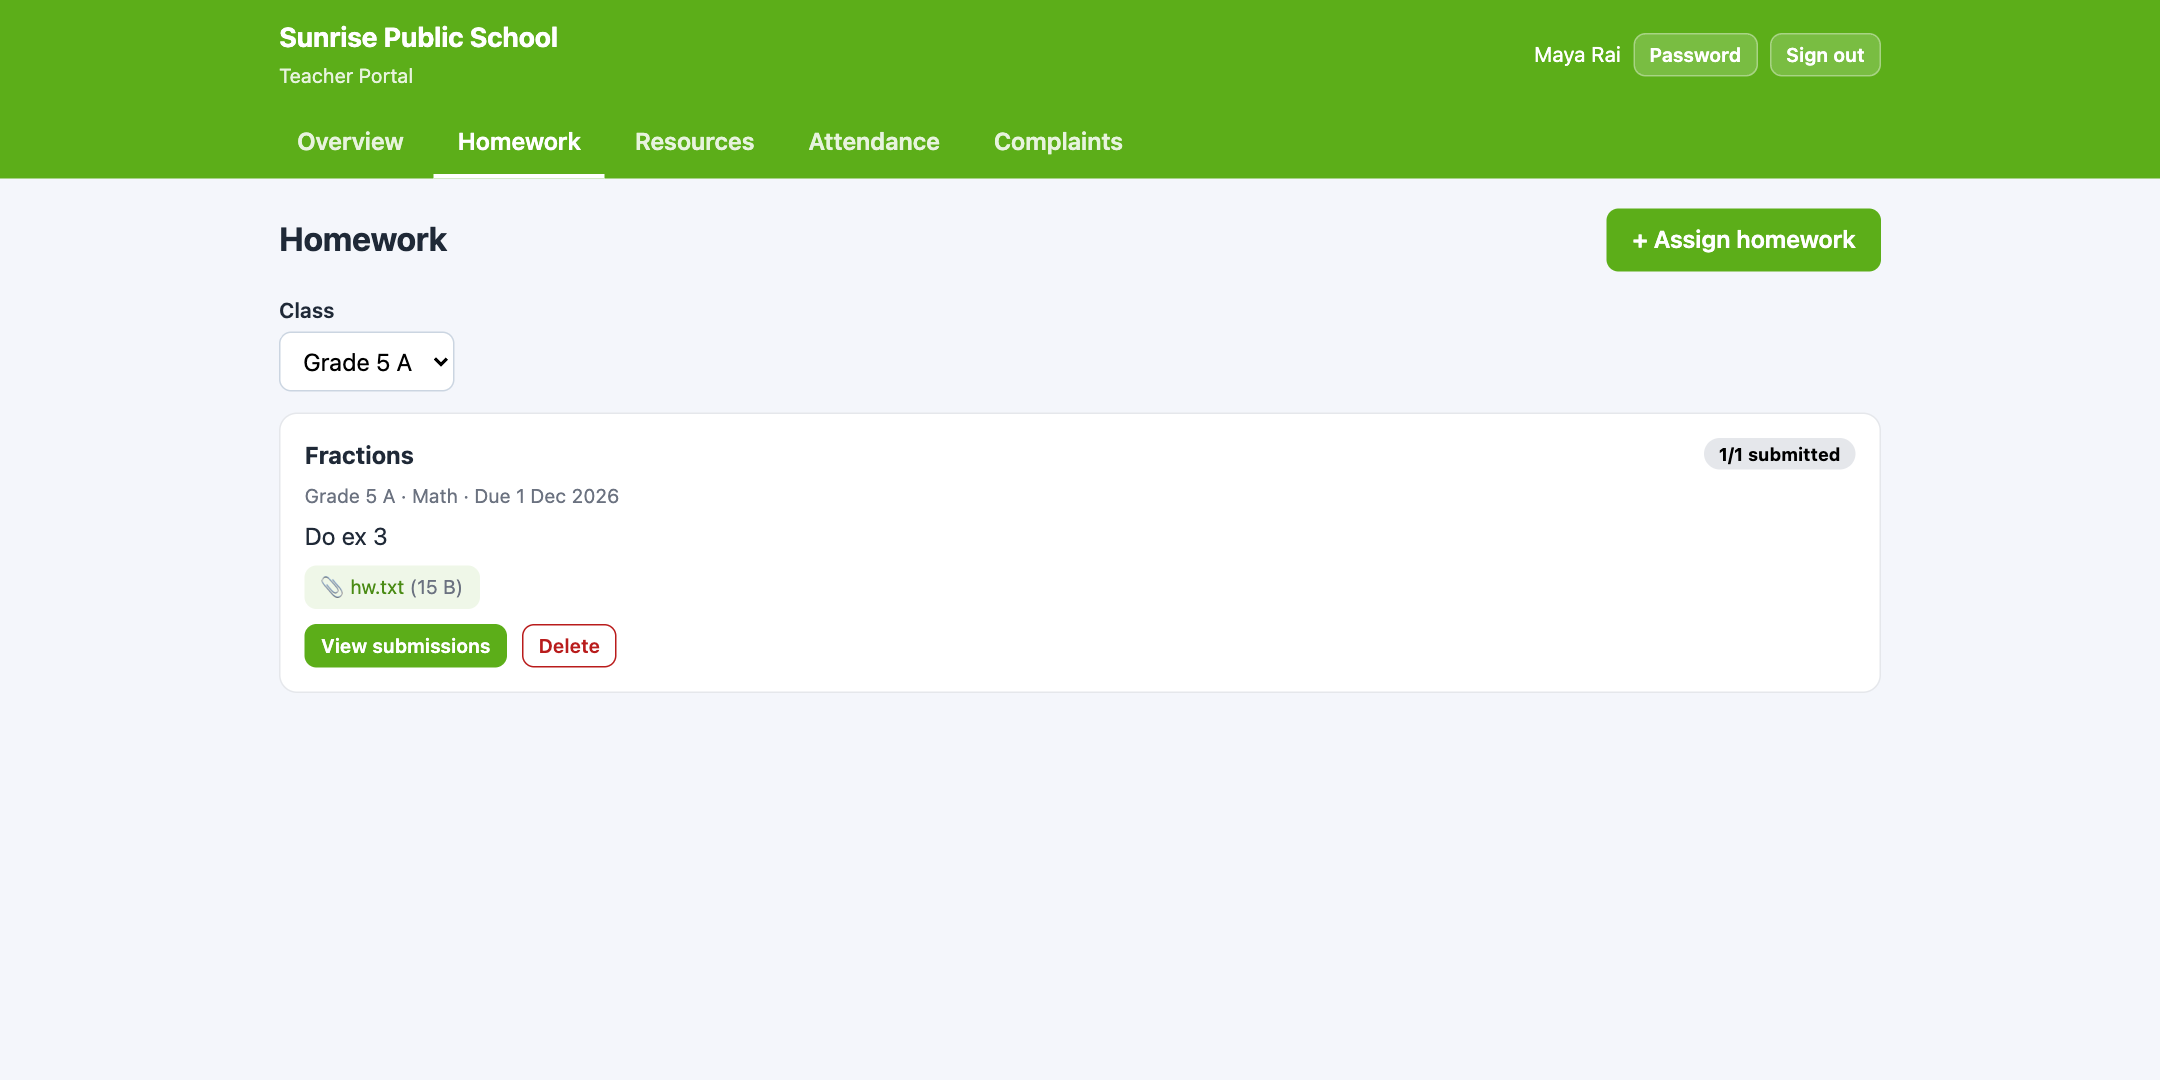 Sunrise Public School
Teacher Portal
Maya Rai
Password
Sign out
Overview
Homework
Resources
Attendance
Complaints
Homework
+ Assign homework
Class
Grade 5 A
Fractions
1/1 submitted
Grade 5 A · Math · Due 1 Dec 2026
Do ex 3
hw.txt (15 B)
View submissions
Delete